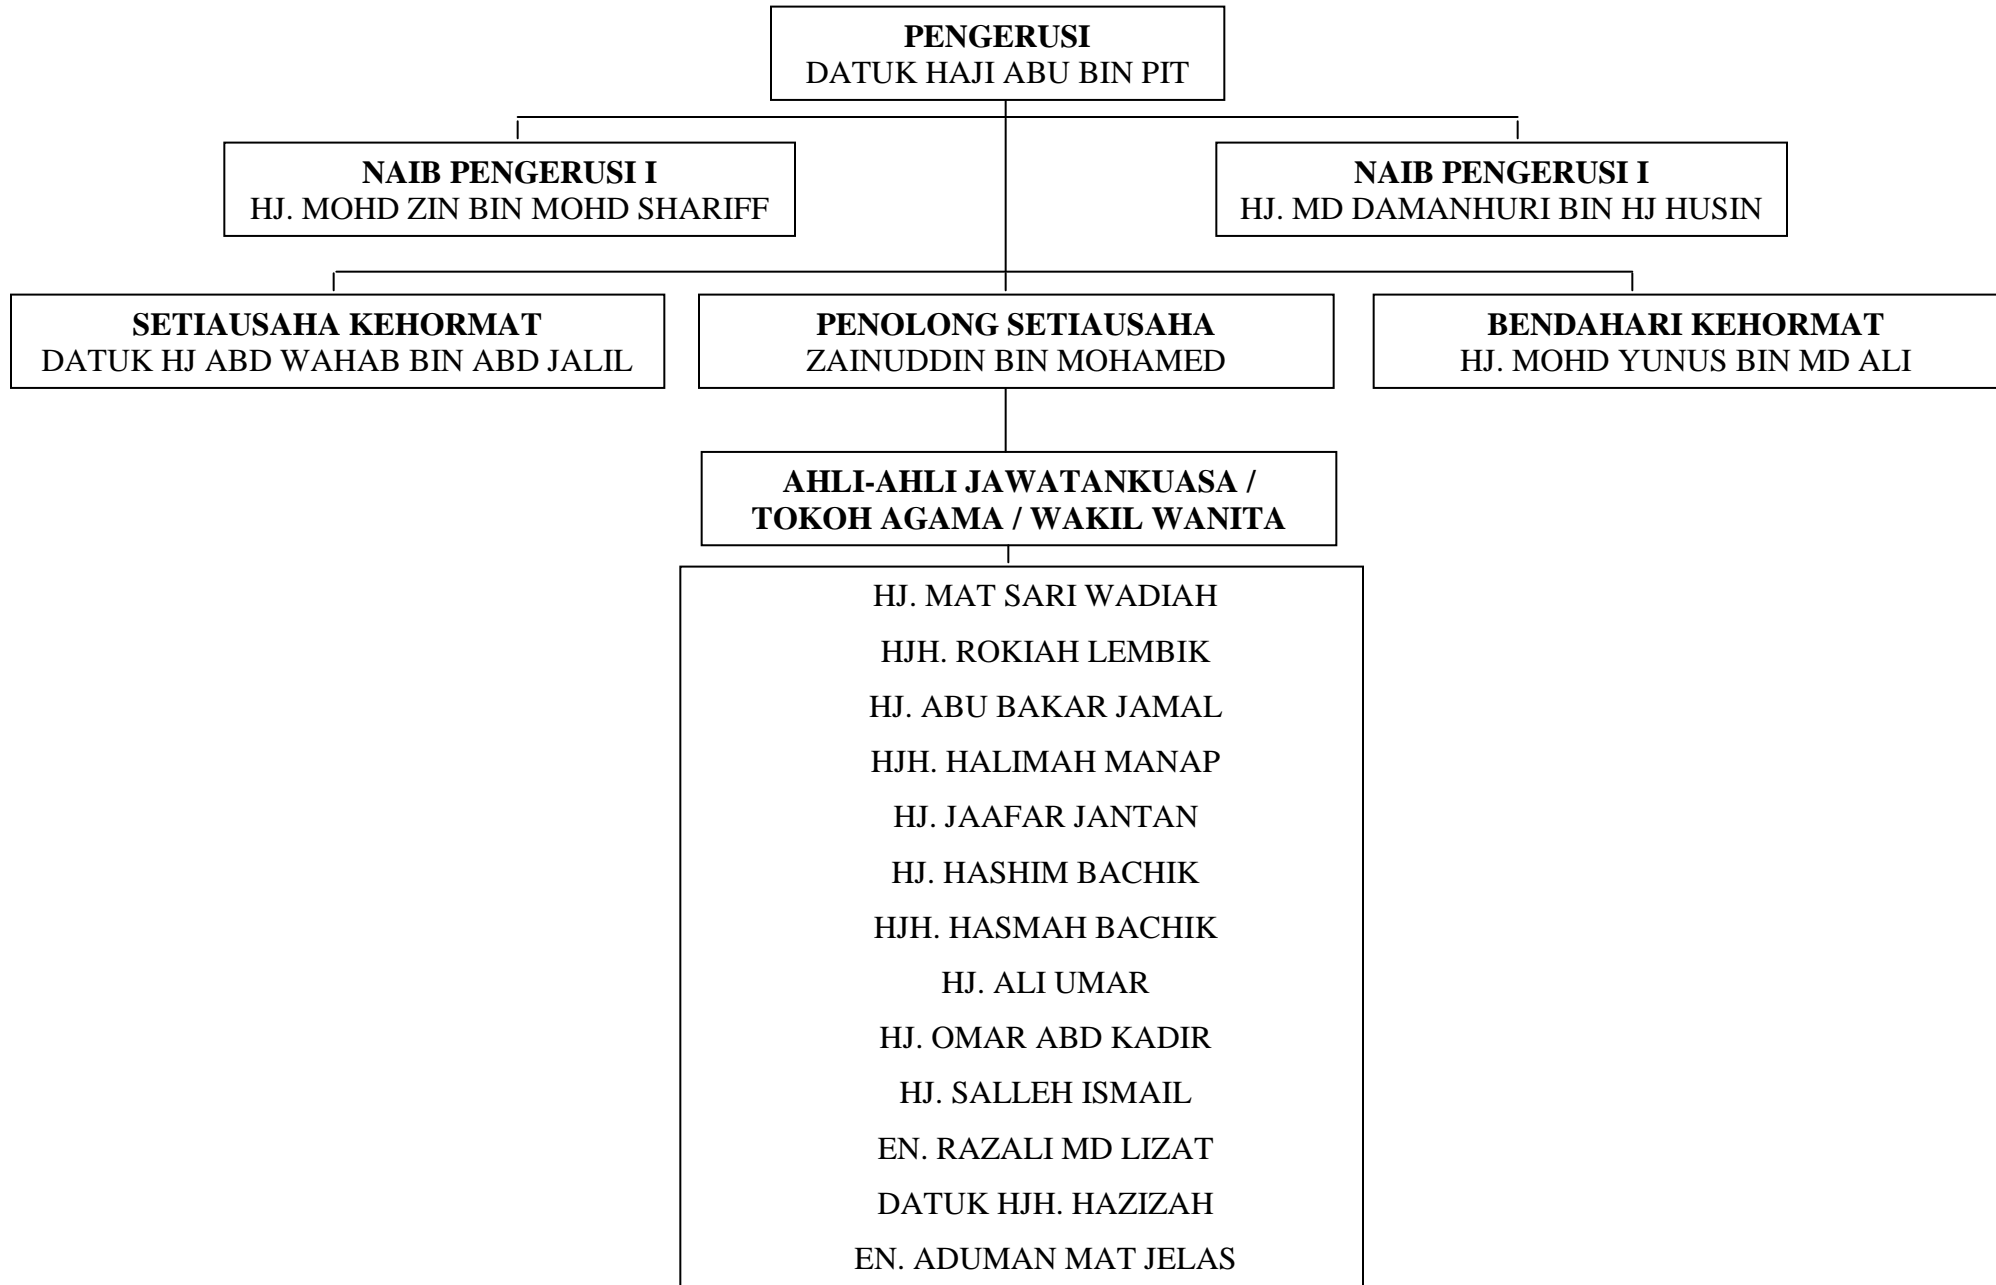 PENGERUSI
DATUK HAJI ABU BIN PIT
NAIB PENGERUSI I
HJ. MOHD ZIN BIN MOHD SHARIFF
NAIB PENGERUSI I
HJ. MD DAMANHURI BIN HJ HUSIN
SETIAUSAHA KEHORMAT
DATUK HJ ABD WAHAB BIN ABD JALIL
PENOLONG SETIAUSAHA
ZAINUDDIN BIN MOHAMED
BENDAHARI KEHORMAT
HJ. MOHD YUNUS BIN MD ALI
AHLI-AHLI JAWATANKUASA /
TOKOH AGAMA / WAKIL WANITA
HJ. MAT SARI WADIAH
HJH. ROKIAH LEMBIK
HJ. ABU BAKAR JAMAL
HJH. HALIMAH MANAP
HJ. JAAFAR JANTAN
HJ. HASHIM BACHIK
HJH. HASMAH BACHIK
HJ. ALI UMAR
HJ. OMAR ABD KADIR
HJ. SALLEH ISMAIL
EN. RAZALI MD LIZAT
DATUK HJH. HAZIZAH
EN. ADUMAN MAT JELAS